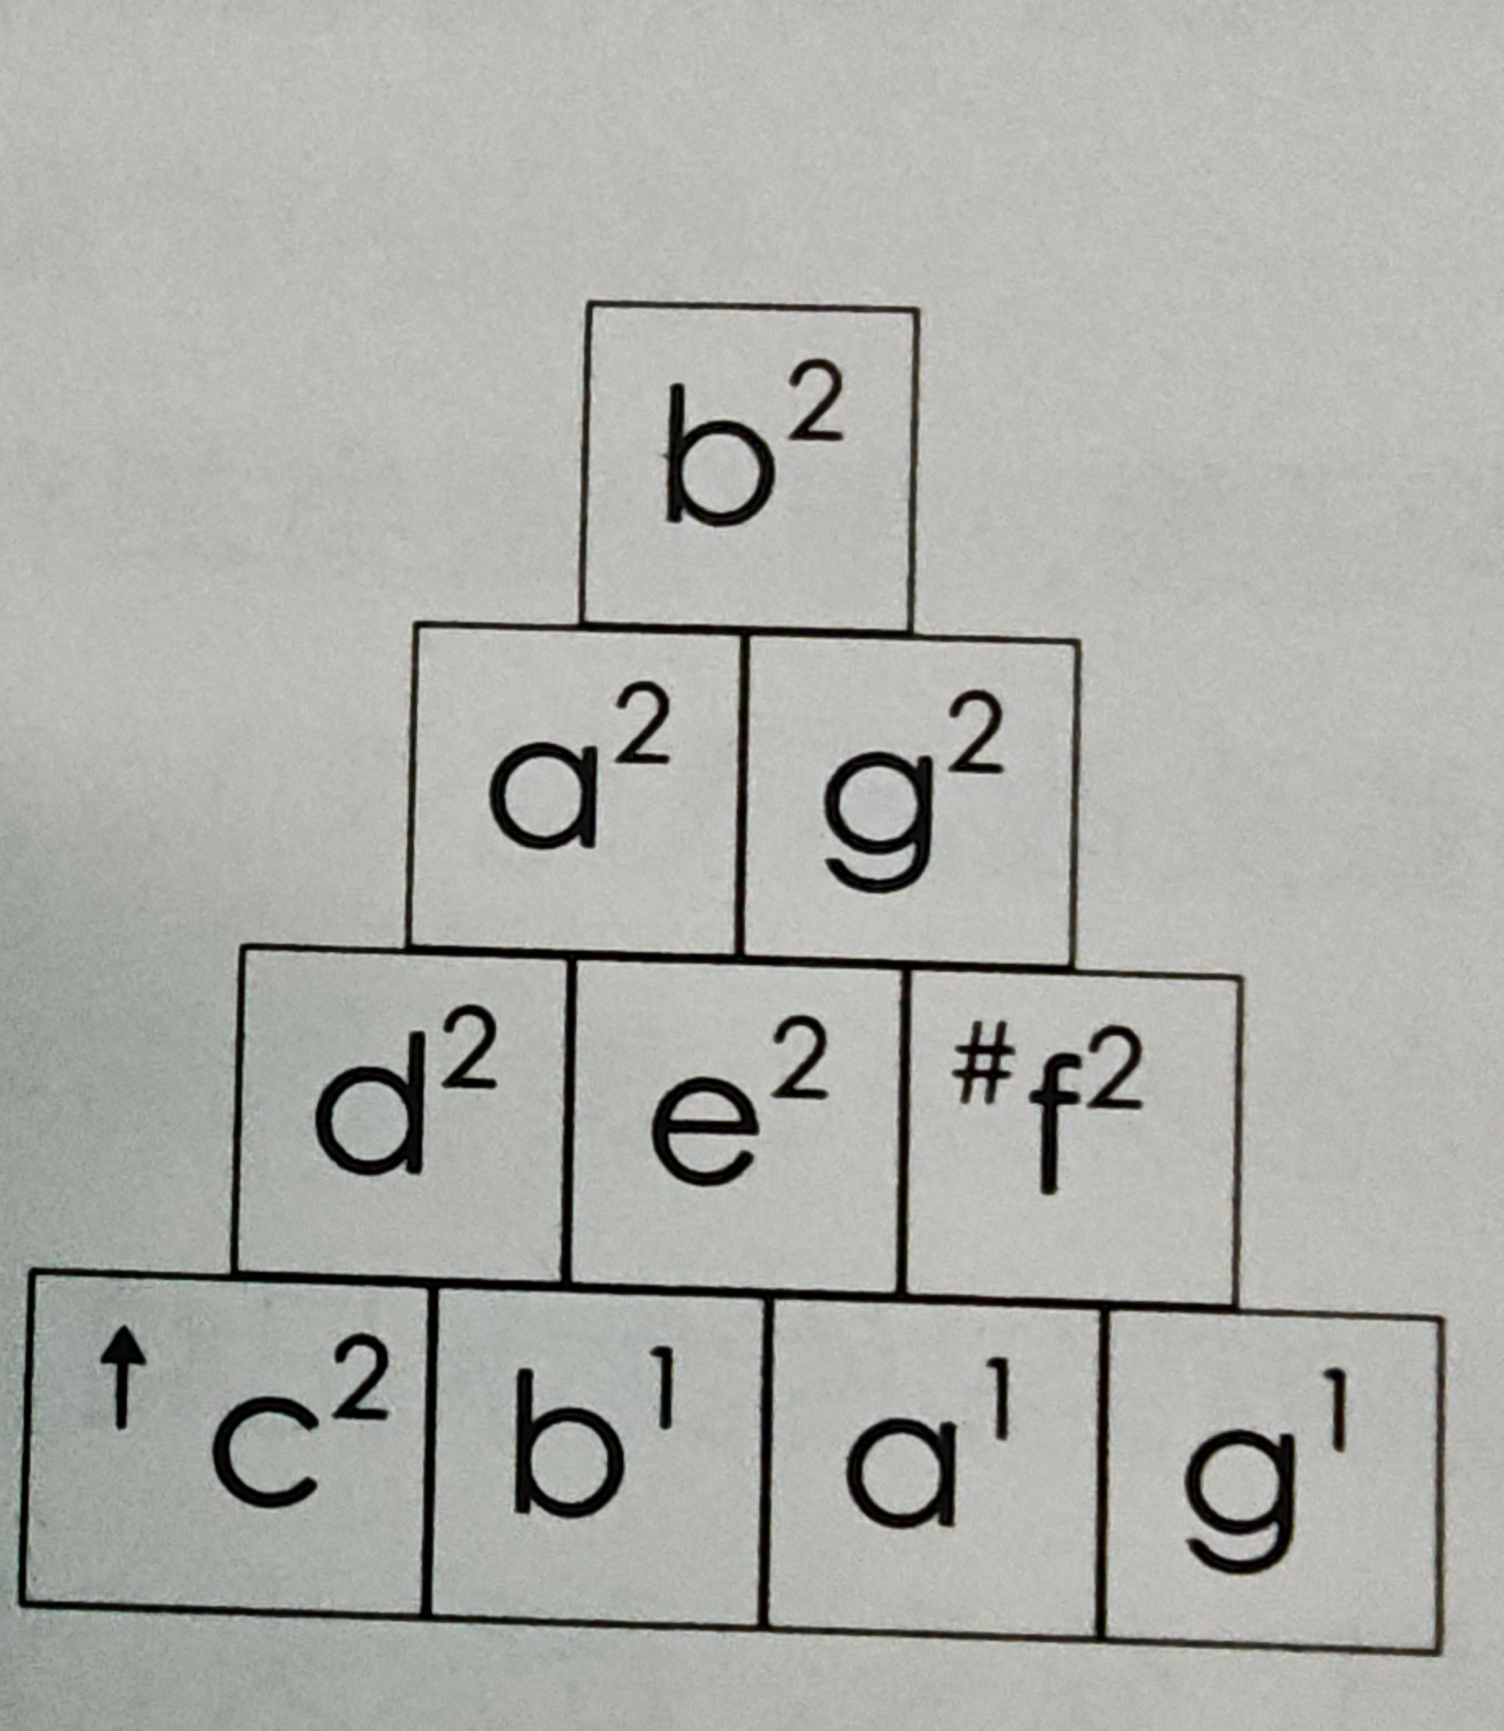 b²
a² g²
d² e² #f²
↑ c² b¹ a¹ g¹